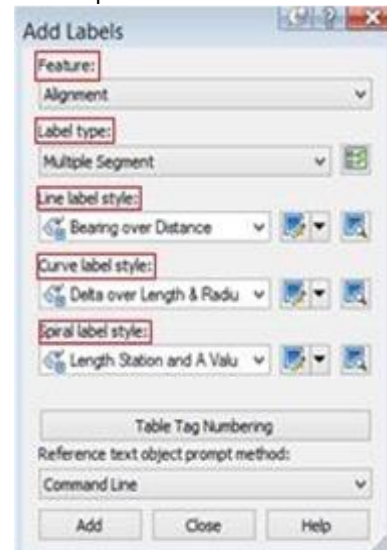 Add Labels
Feature:
Alignment
Label type:
Multiple Segment
Line label style:
Bearing over Distance
Curve label style:
Delta over Length & Radiu
Spiral label style:
Length Station and A Valu
Table Tag Numbering
Reference text object prompt method:
Command Line
Add Close Help